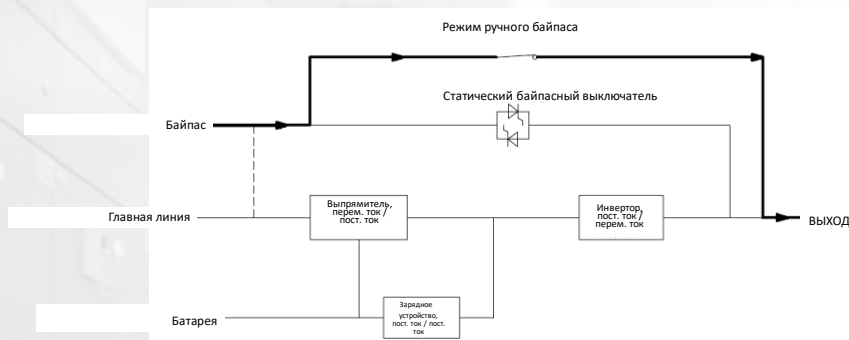 Режим ручного байпаса
Статический байпасный выключатель
Байпас
Главная линия
Выпрямитель,
перем. ток /
пост. ток
Инвертор,
пост. ток /
перем. ток
ВЫХОД
Батарея
Зарядное
устройство,
пост. ток / пост.
ток